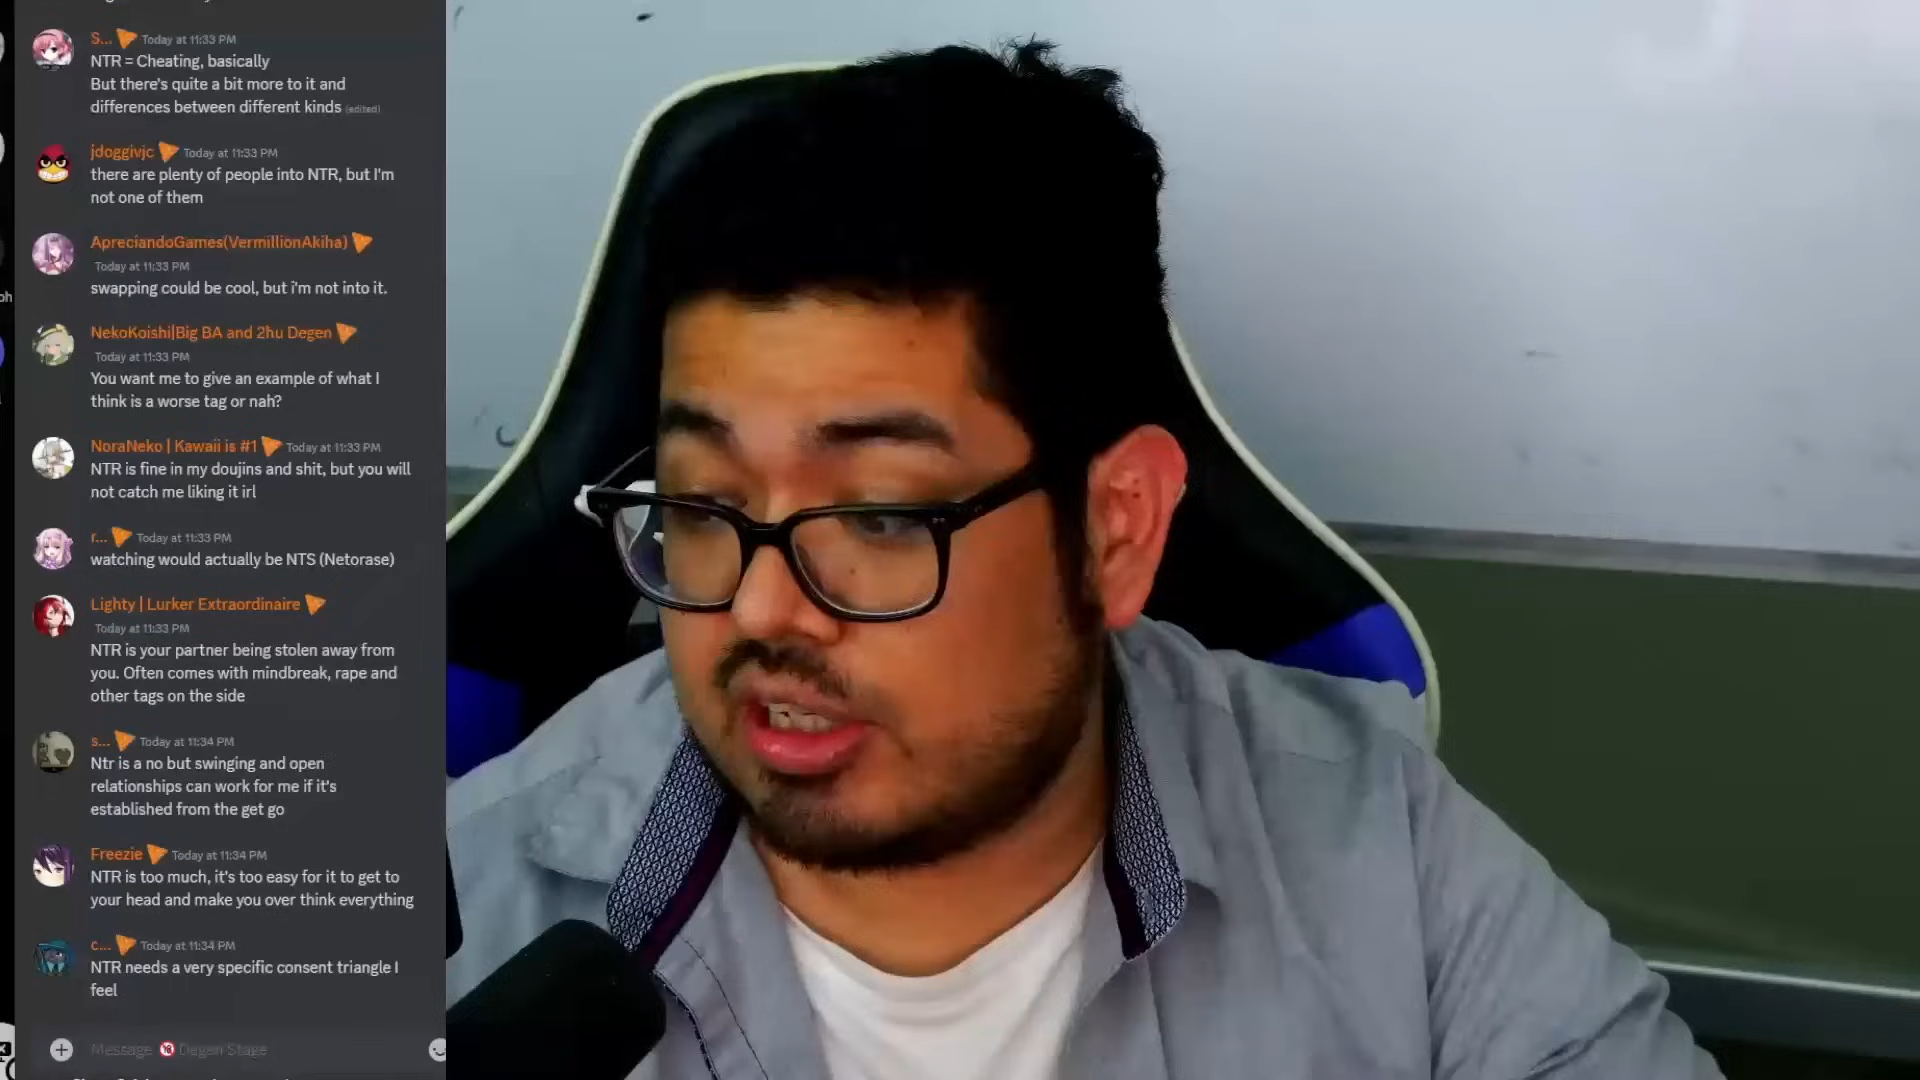 S... Today at 11:33 PM
NTR = Cheating, basically
But there's quite a bit more to it and
differences between different kinds (edited)
jdoggivjc Today at 11:33 PM
there are plenty of people into NTR, but I'm
not one of them
ApreciandoGames(VermillionAkiha)
Today at 11:33 PM
swapping could be cool, but i'm not into it.
NekoKoishi|Big BA and 2hu Degen
Today at 11:33 PM
You want me to give an example of what I
think is a worse tag or nah?
NoraNeko | Kawaii is #1 Today at 11:33 PM
NTR is fine in my doujins and shit, but you will
not catch me liking it irl
r... Today at 11:33 PM
watching would actually be NTS (Netorase)
Lighty | Lurker Extraordinaire
Today at 11:33 PM
NTR is your partner being stolen away from
you. Often comes with mindbreak, rape and
other tags on the side
s... Today at 11:34 PM
Ntr is a no but swinging and open
relationships can work for me if it's
established from the get go
Freezie Today at 11:34 PM
NTR is too much, it's too easy for it to get to
your head and make you over think everything
c... Today at 11:34 PM
NTR needs a very specific consent triangle I
feel
Message 🔞 Degen Stage